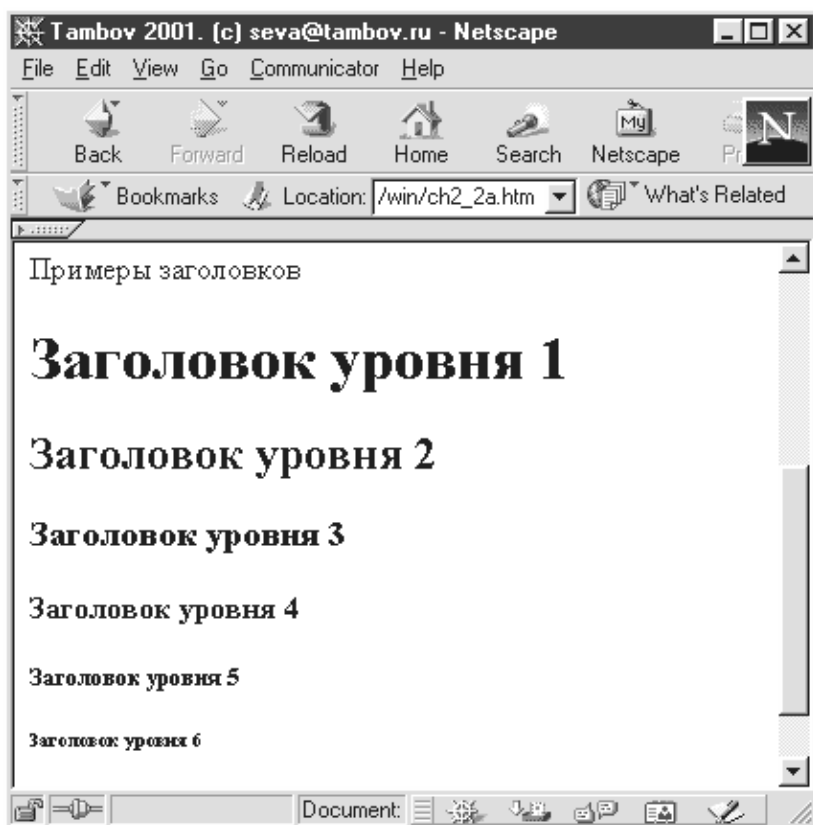 Tambov 2001. (c) seva@tambov.ru - Netscape
File Edit View Go Communicator Help
Back Forward Reload Home Search Netscape
My N
Bookmarks Location: /win/ch2_2a.htm What's Related
Примеры заголовков
Заголовок уровня 1
Заголовок уровня 2
Заголовок уровня 3
Заголовок уровня 4
Заголовок уровня 5
Заголовок уровня 6
Document: